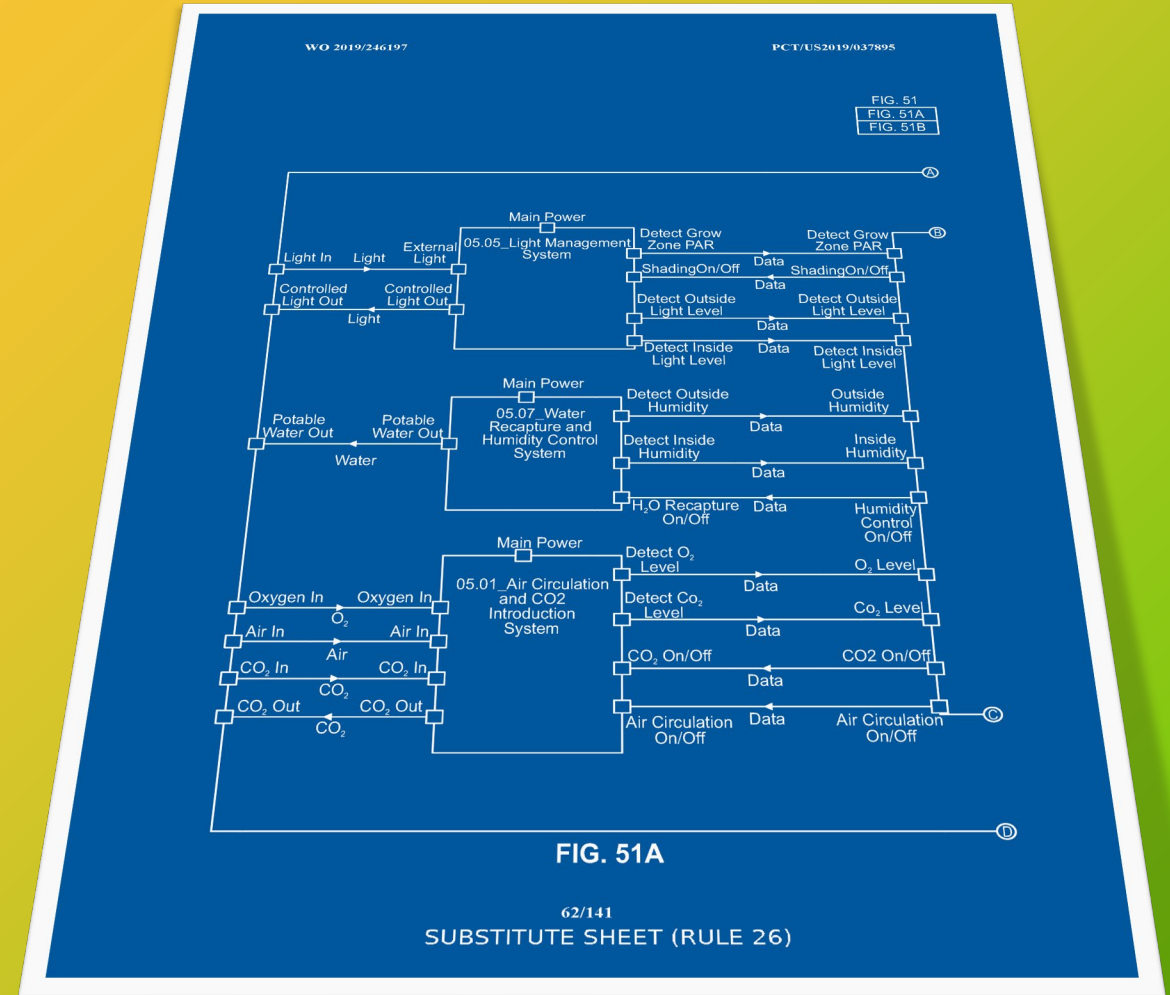 WO 2019/246197
PCT/US2019/037895
FIG. 51
FIG. 51A
FIG. 51B
A
B
Main Power
05.05_Light Management
System
Light In
Light
External
Light
Controlled
Light Out
Controlled
Light Out
Light
Detect Grow
Zone PAR
Data
Detect Grow
Zone PAR
ShadingOn/Off
Data
ShadingOn/Off
Detect Outside
Light Level
Data
Detect Outside
Light Level
Detect Inside
Light Level
Data
Detect Inside
Light Level
Main Power
05.07_Water
Recapture and
Humidity Control
System
Potable
Water Out
Potable
Water Out
Water
Detect Outside
Humidity
Data
Outside
Humidity
Detect Inside
Humidity
Data
Inside
Humidity
H₂O Recapture
On/Off
Data
Humidity
Control
On/Off
Main Power
05.01_Air Circulation
and CO2
Introduction
System
Oxygen In
Oxygen In
O₂
Air In
Air In
Air
CO₂ In
CO₂ In
CO₂
CO₂ Out
CO₂ Out
CO₂
Detect O₂
Level
Data
O₂ Level
Detect Co₂
Level
Data
Co₂ Level
CO₂ On/Off
Data
CO2 On/Off
Air Circulation
On/Off
Data
Air Circulation
On/Off
C
D
FIG. 51A
62/141
SUBSTITUTE SHEET (RULE 26)